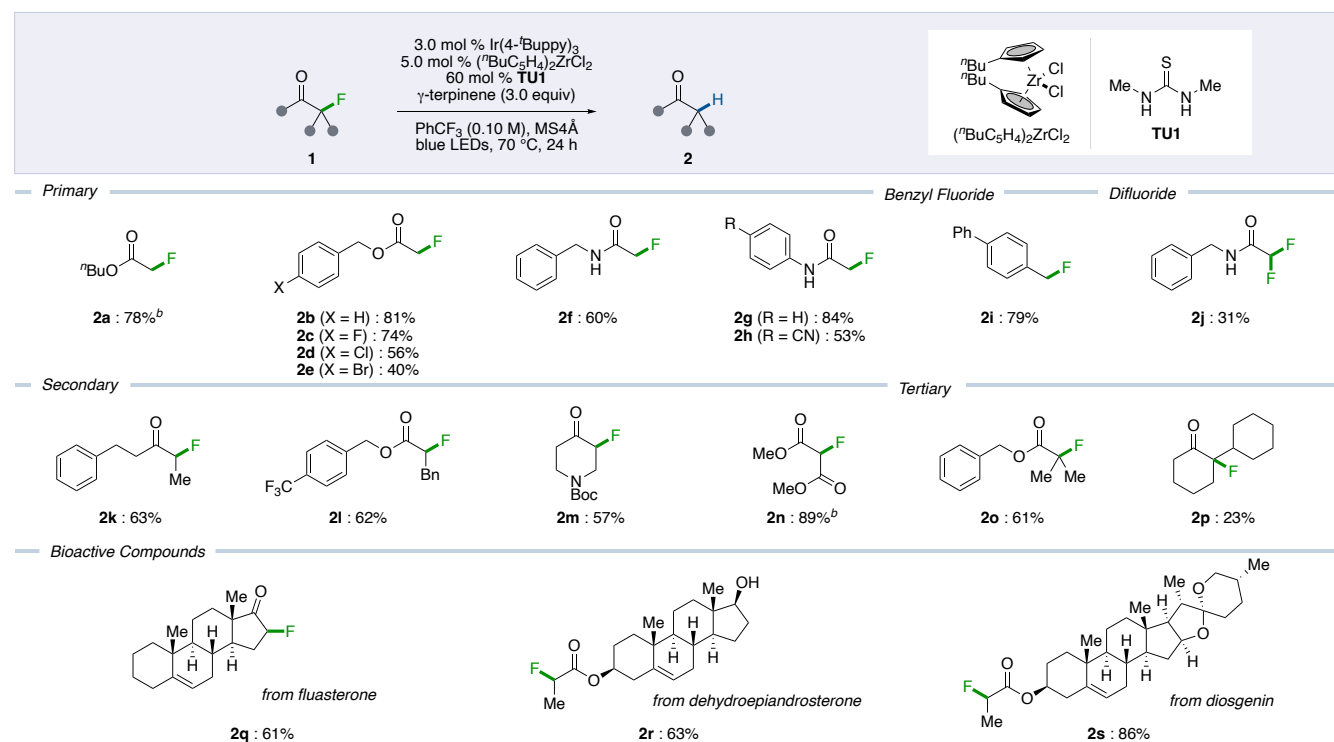 3.0 mol % Ir(4-ᵗBuppy)₃
5.0 mol % (ⁿBuC₅H₄)₂ZrCl₂
60 mol % TU1
γ-terpinene (3.0 equiv)
PhCF₃ (0.10 M), MS4Å
blue LEDs, 70 °C, 24 h
O
F
1
O
H
2
ⁿBu
ⁿBu
Zr
Cl
Cl
(ⁿBuC₅H₄)₂ZrCl₂
S
Me
N
H
N
H
Me
TU1
Primary
Benzyl Fluoride
Difluoride
O
ⁿBu
O
F
2a : 78%ᵇ
O
O
F
X
2b (X = H) : 81%
2c (X = F) : 74%
2d (X = Cl) : 56%
2e (X = Br) : 40%
O
N
H
F
2f : 60%
R
O
N
H
F
2g (R = H) : 84%
2h (R = CN) : 53%
Ph
F
2i : 79%
O
N
H
F
F
2j : 31%
Secondary
Tertiary
O
F
Me
2k : 63%
O
O
F
F₃C
Bn
2l : 62%
O
F
N
Boc
2m : 57%
O
MeO
F
MeO
O
2n : 89%ᵇ
O
O
F
Me
Me
2o : 61%
O
F
2p : 23%
Bioactive Compounds
Me
O
Me
H
F
H
H
from fluasterone
2q : 61%
OH
Me
Me
H
H
H
F
O
O
Me
from dehydroepiandrosterone
2r : 63%
Me
Me
O
H
Me
Me
H
O
H
H
H
H
F
O
O
Me
from diosgenin
2s : 86%